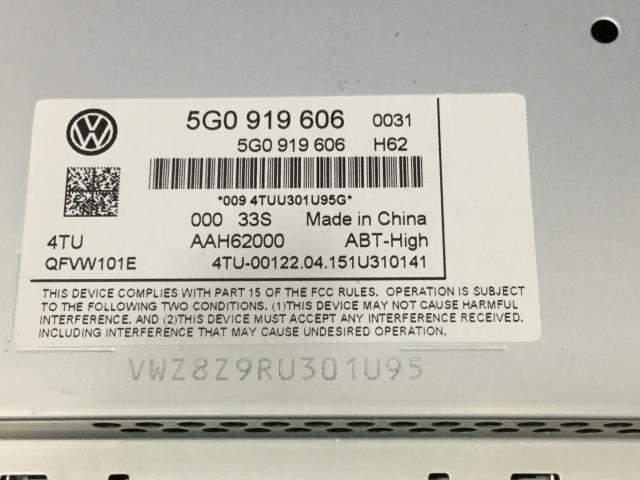 5G0 919 606 0031
5G0 919 606 H62
*009 4TUU301U95G*
000 33S Made in China
4TU AAH62000 ABT-High
QFVW101E 4TU-00122.04.151U310141
THIS DEVICE COMPLIES WITH PART 15 OF THE FCC RULES. OPERATION IS SUBJECT
TO THE FOLLOWING TWO CONDITIONS. (1)THIS DEVICE MAY NOT CAUSE HARMFUL
INTERFERENCE, AND (2)THIS DEVICE MUST ACCEPT ANY INTERFERENCE RECEIVED,
INCLUDING INTERFERENCE THAT MAY CAUSE UNDESIRED OPERATION.
VWZ8Z9RU301U95